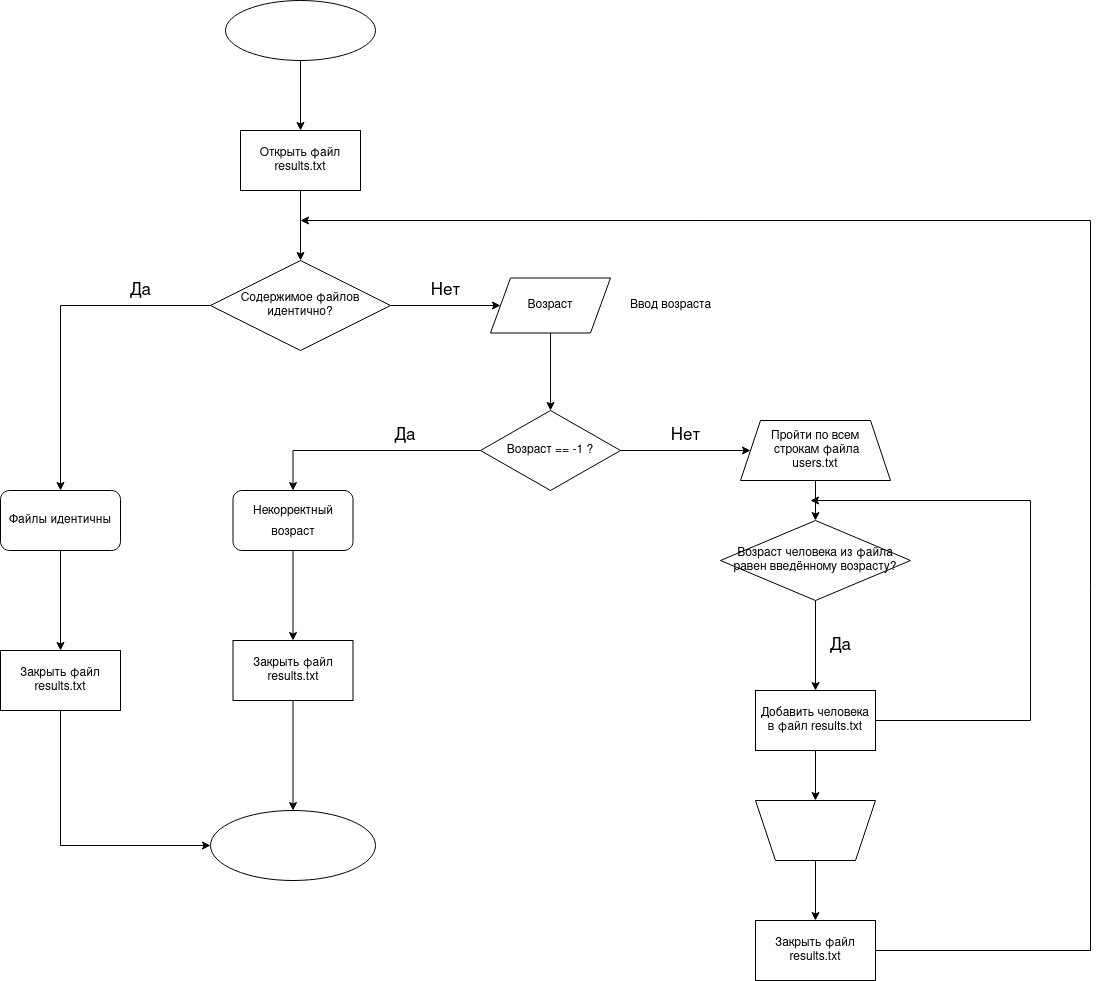 Открыть файл
results.txt
Да
Содержимое файлов
идентично?
Нет
Возраст
Ввод возраста
Да
Возраст == -1 ?
Нет
Пройти по всем
строкам файла
users.txt
Файлы идентичны
Некорректный
возраст
Возраст человека из файла
равен введённому возрасту?
Да
Закрыть файл
results.txt
Закрыть файл
results.txt
Добавить человека
в файл results.txt
Закрыть файл
results.txt